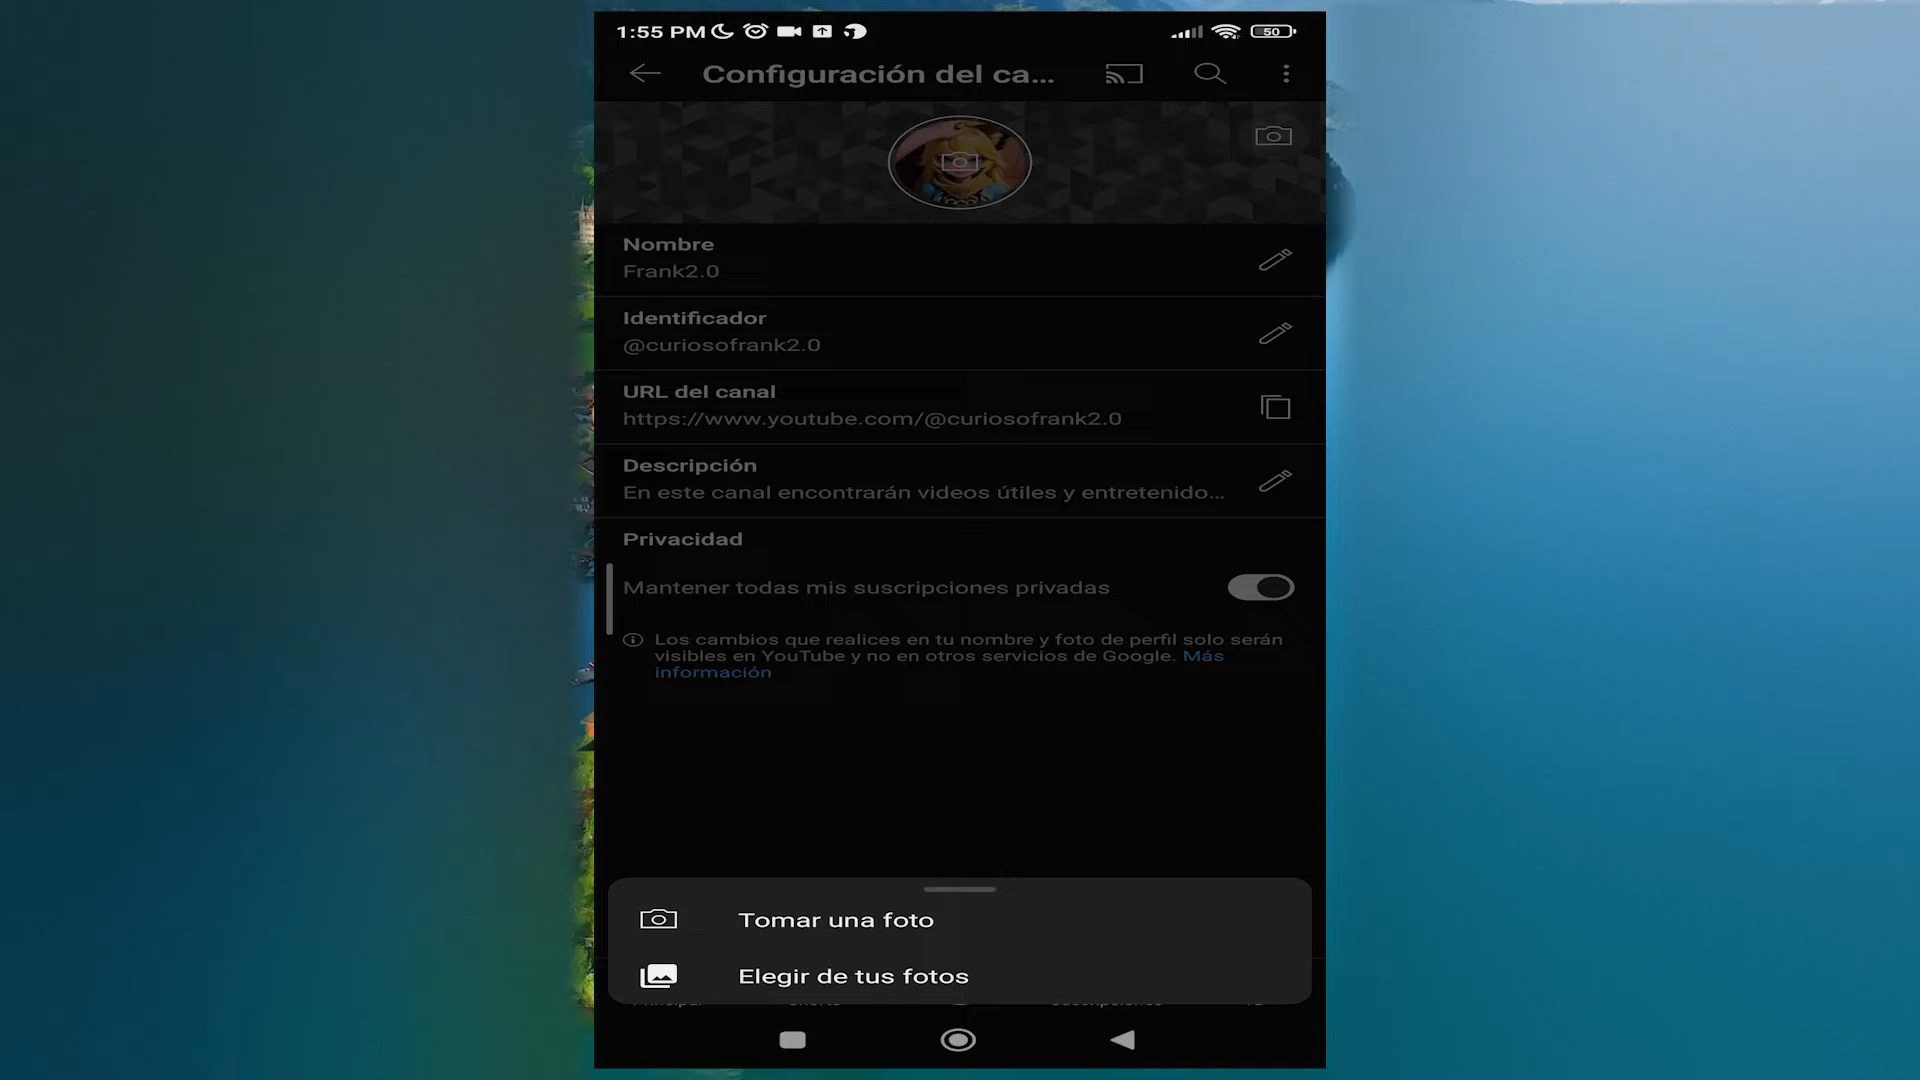 1:55 PM
50
Configuración del ca...
Nombre
Frank2.0
Identificador
@curiosofrank2.0
URL del canal
https://www.youtube.com/@curiosofrank2.0
Descripción
En este canal encontrarán videos útiles y entretenido...
Privacidad
Mantener todas mis suscripciones privadas
Los cambios que realices en tu nombre y foto de perfil solo serán
visibles en YouTube y no en otros servicios de Google. Más
información
Tomar una foto
Elegir de tus fotos